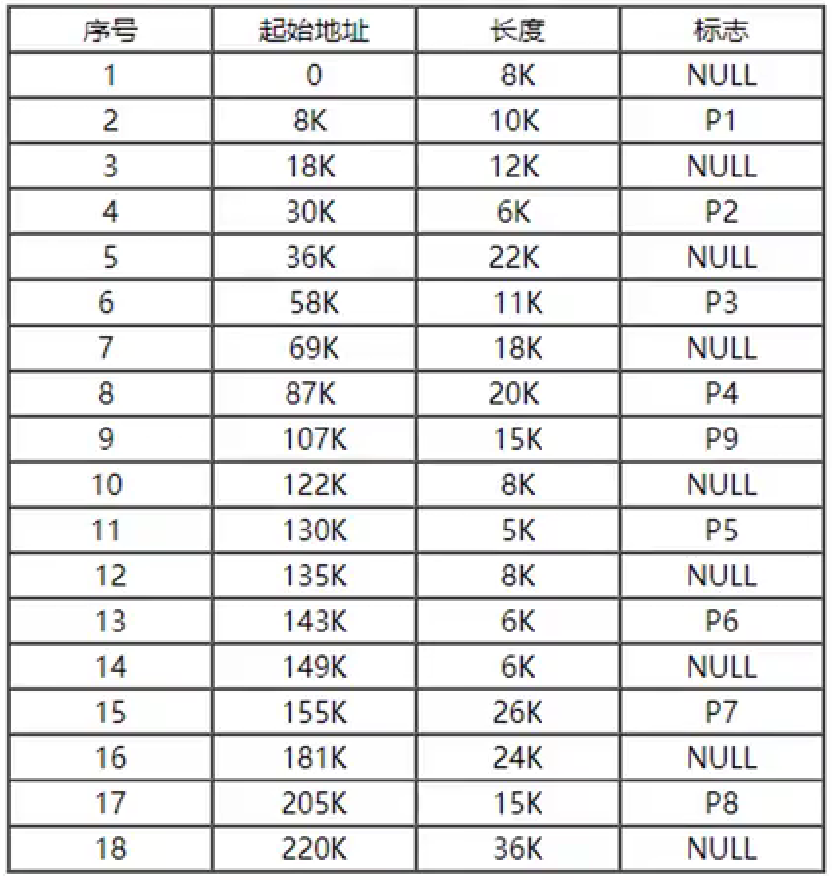 序号 起始地址 长度 标志
1 0 8K NULL
2 8K 10K P1
3 18K 12K NULL
4 30K 6K P2
5 36K 22K NULL
6 58K 11K P3
7 69K 18K NULL
8 87K 20K P4
9 107K 15K P9
10 122K 8K NULL
11 130K 5K P5
12 135K 8K NULL
13 143K 6K P6
14 149K 6K NULL
15 155K 26K P7
16 181K 24K NULL
17 205K 15K P8
18 220K 36K NULL